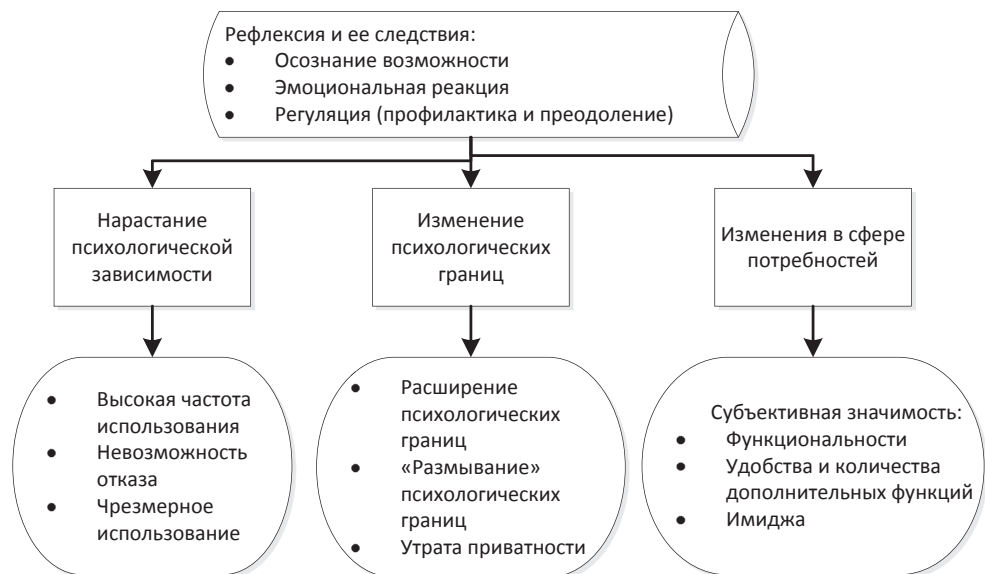 Рефлексия и ее следствия:
• Осознание возможности
• Эмоциональная реакция
• Регуляция (профилактика и преодоление)
Нарастание
психологической
зависимости
Изменение
психологических
границ
Изменения в сфере
потребностей
• Высокая частота
использования
• Невозможность
отказа
• Чрезмерное
использование
• Расширение
психологических
границ
• «Размывание»
психологических
границ
• Утрата приватности
Субъективная значимость:
• Функциональности
• Удобства и количества
дополнительных функций
• Имиджа